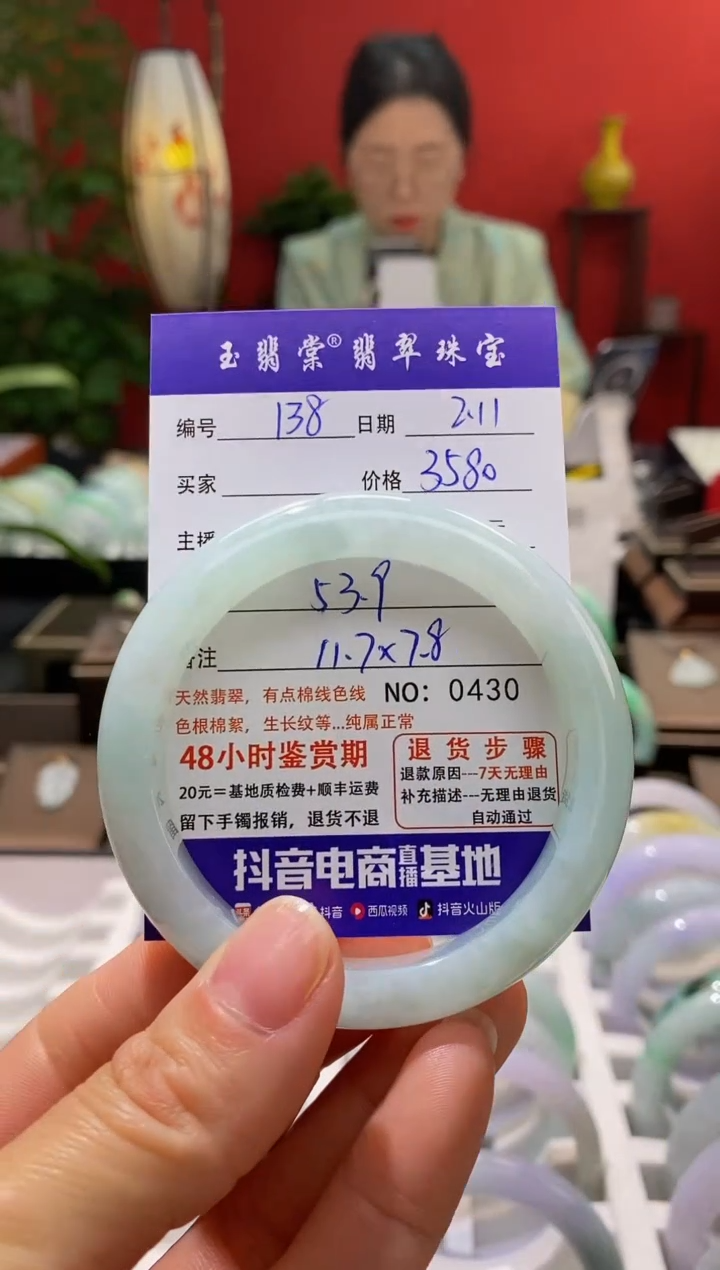 玉翡棠®翡翠珠宝
编号 138 日期 2.11
买家 价格 3580
主播
53.9
备注 11.7×7.8
天然翡翠，有点棉线色线 NO：0430
色根棉絮，生长纹等...纯属正常
48小时鉴赏期
20元＝基地质检费+顺丰运费
留下手镯报销，退货不退
退货步骤
退款原因---7天无理由
补充描述---无理由退货
自动通过
抖音电商直播基地
抖音 西瓜视频 抖音火山版